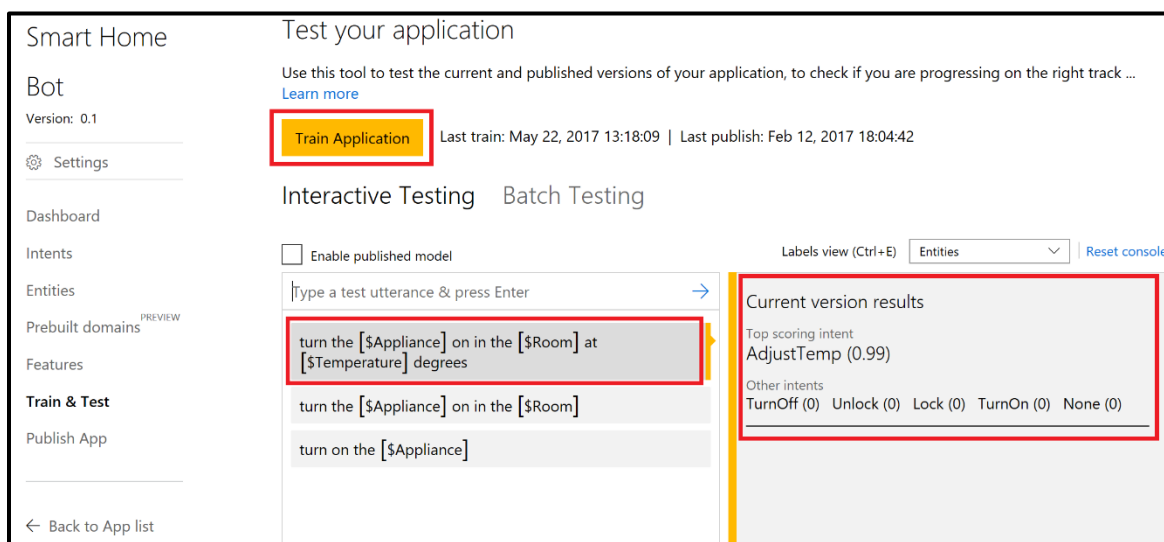 Smart Home
Bot
Version: 0.1
Settings
Dashboard
Intents
Entities
Prebuilt domains PREVIEW
Features
Train & Test
Publish App
← Back to App list
Test your application
Use this tool to test the current and published versions of your application, to check if you are progressing on the right track ...
Learn more
Train Application Last train: May 22, 2017 13:18:09 | Last publish: Feb 12, 2017 18:04:42
Interactive Testing Batch Testing
Enable published model Labels view (Ctrl+E) Entities Reset console
Type a test utterance & press Enter →
turn the [$Appliance] on in the [$Room] at
[$Temperature] degrees
turn the [$Appliance] on in the [$Room]
turn on the [$Appliance]
Current version results
Top scoring intent
AdjustTemp (0.99)
Other intents
TurnOff (0) Unlock (0) Lock (0) TurnOn (0) None (0)